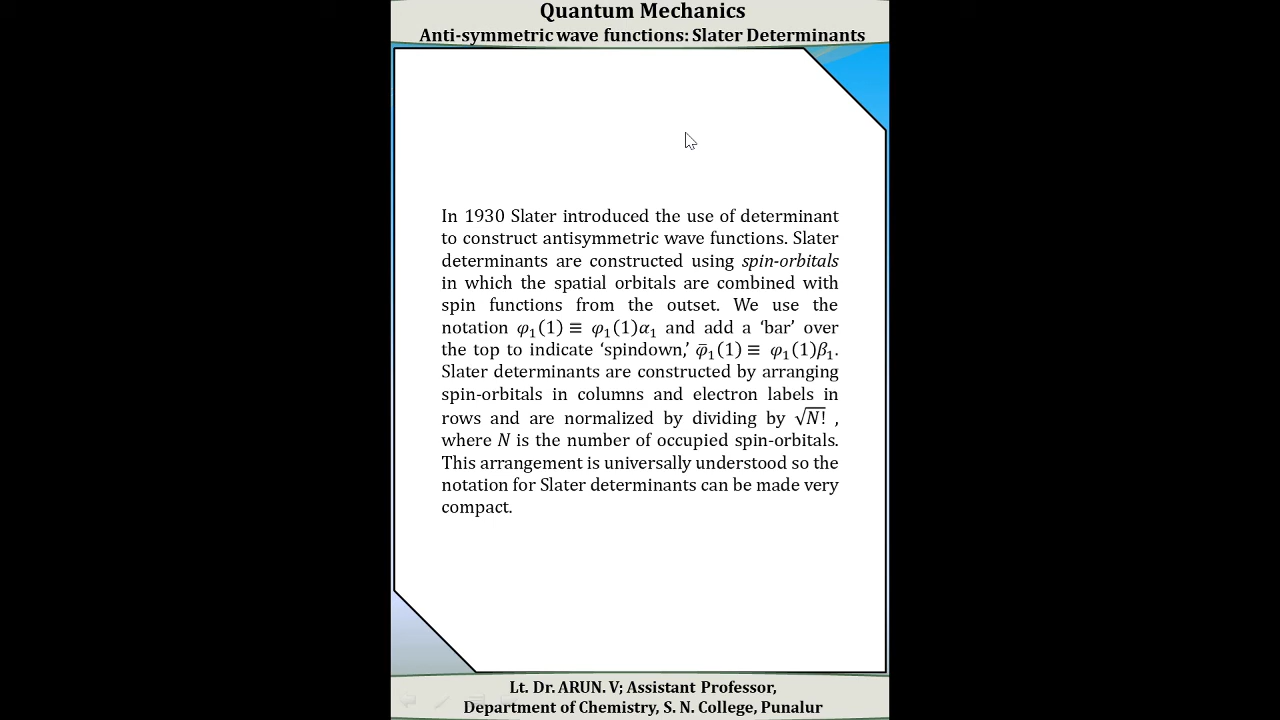 Quantum Mechanics
Anti-symmetric wave functions: Slater Determinants
In 1930 Slater introduced the use of determinant
to construct antisymmetric wave functions. Slater
determinants are constructed using spin-orbitals
in which the spatial orbitals are combined with
spin functions from the outset. We use the
notation φ₁(1) ≡ φ₁(1)α₁ and add a ‘bar’ over
the top to indicate ‘spindown,’ φ̄₁(1) ≡ φ₁(1)β₁.
Slater determinants are constructed by arranging
spin-orbitals in columns and electron labels in
rows and are normalized by dividing by √N! ,
where N is the number of occupied spin-orbitals.
This arrangement is universally understood so the
notation for Slater determinants can be made very
compact.
Lt. Dr. ARUN. V; Assistant Professor,
Department of Chemistry, S. N. College, Punalur